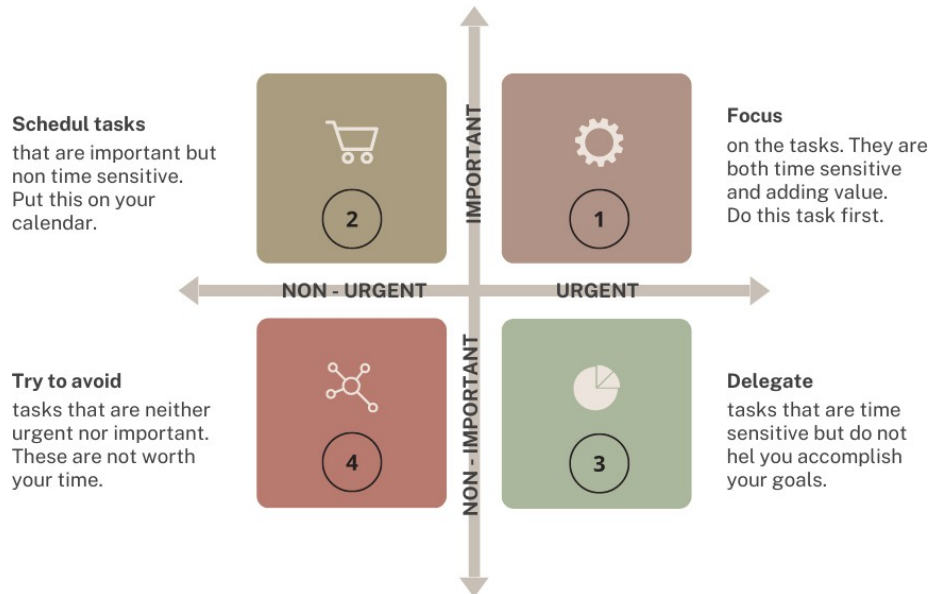 Schedul tasks
that are important but
non time sensitive.
Put this on your
calendar.
2
IMPORTANT
1
Focus
on the tasks. They are
both time sensitive
and adding value.
Do this task first.
NON - URGENT
URGENT
Try to avoid
tasks that are neither
urgent nor important.
These are not worth
your time.
4
NON - IMPORTANT
3
Delegate
tasks that are time
sensitive but do not
hel you accomplish
your goals.